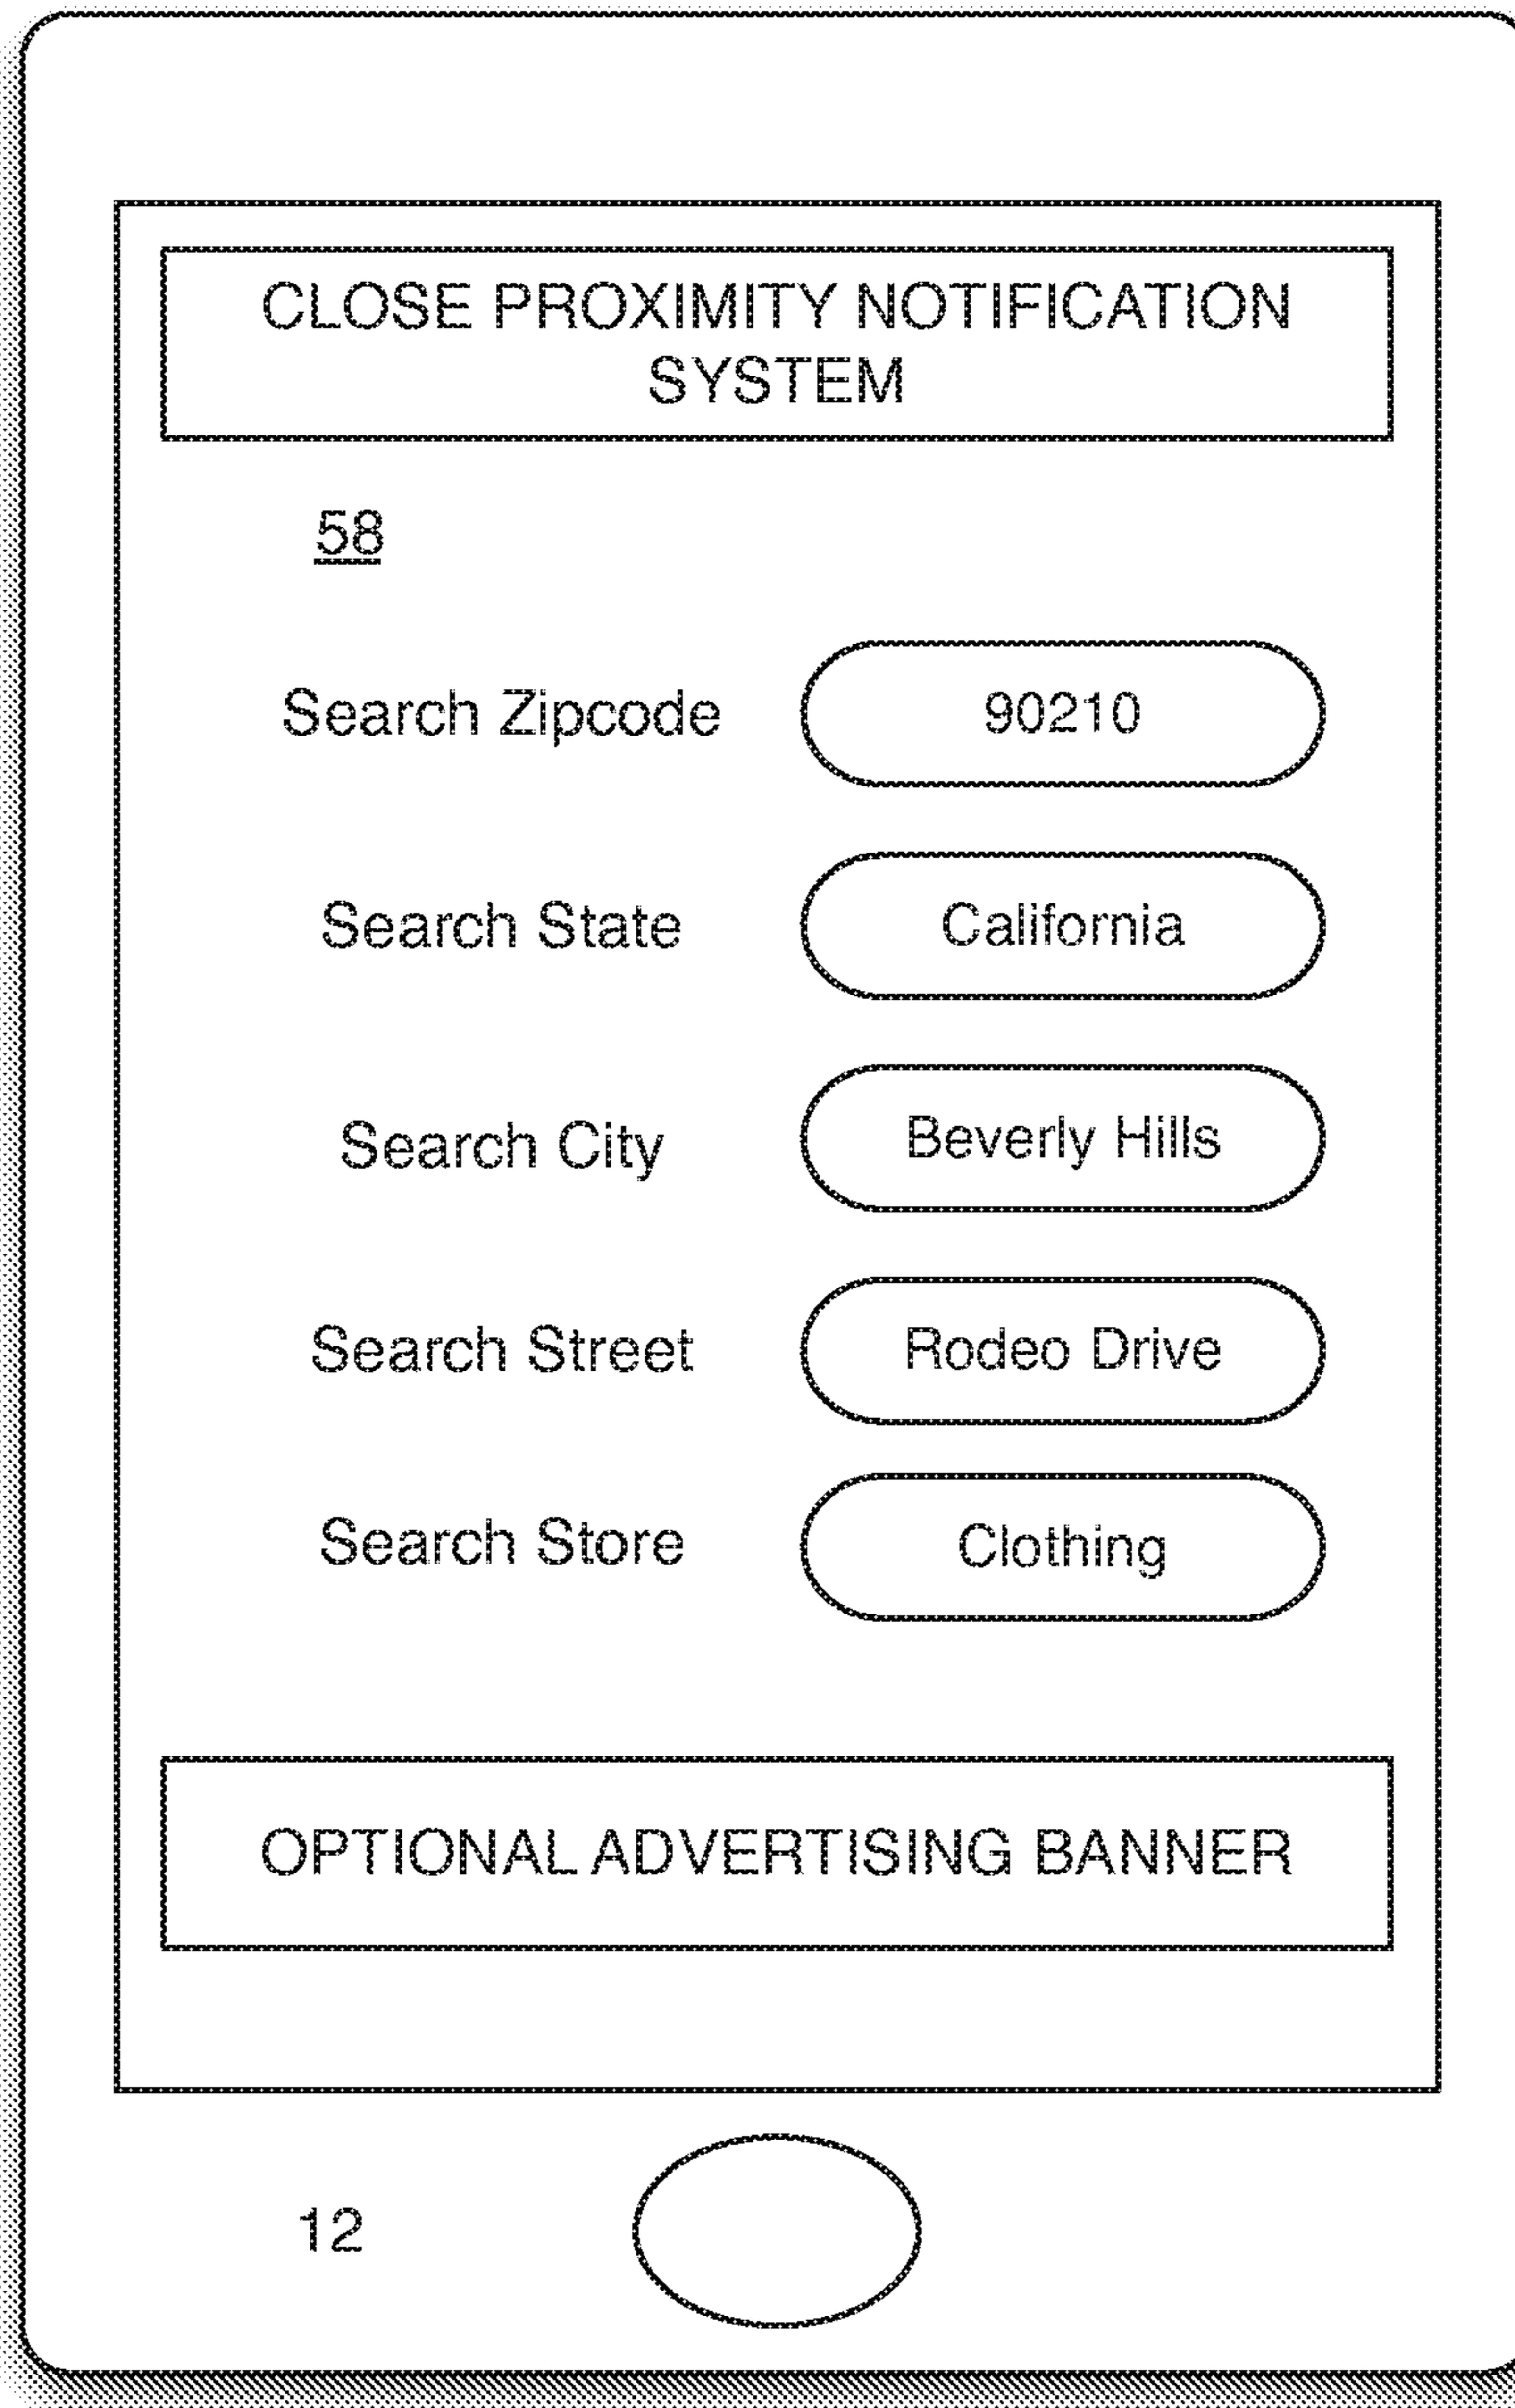 CLOSE PROXIMITY NOTIFICATION
SYSTEM
58
Search Zipcode 90210
Search State California
Search City Beverly Hills
Search Street Rodeo Drive
Search Store Clothing
OPTIONAL ADVERTISING BANNER
12